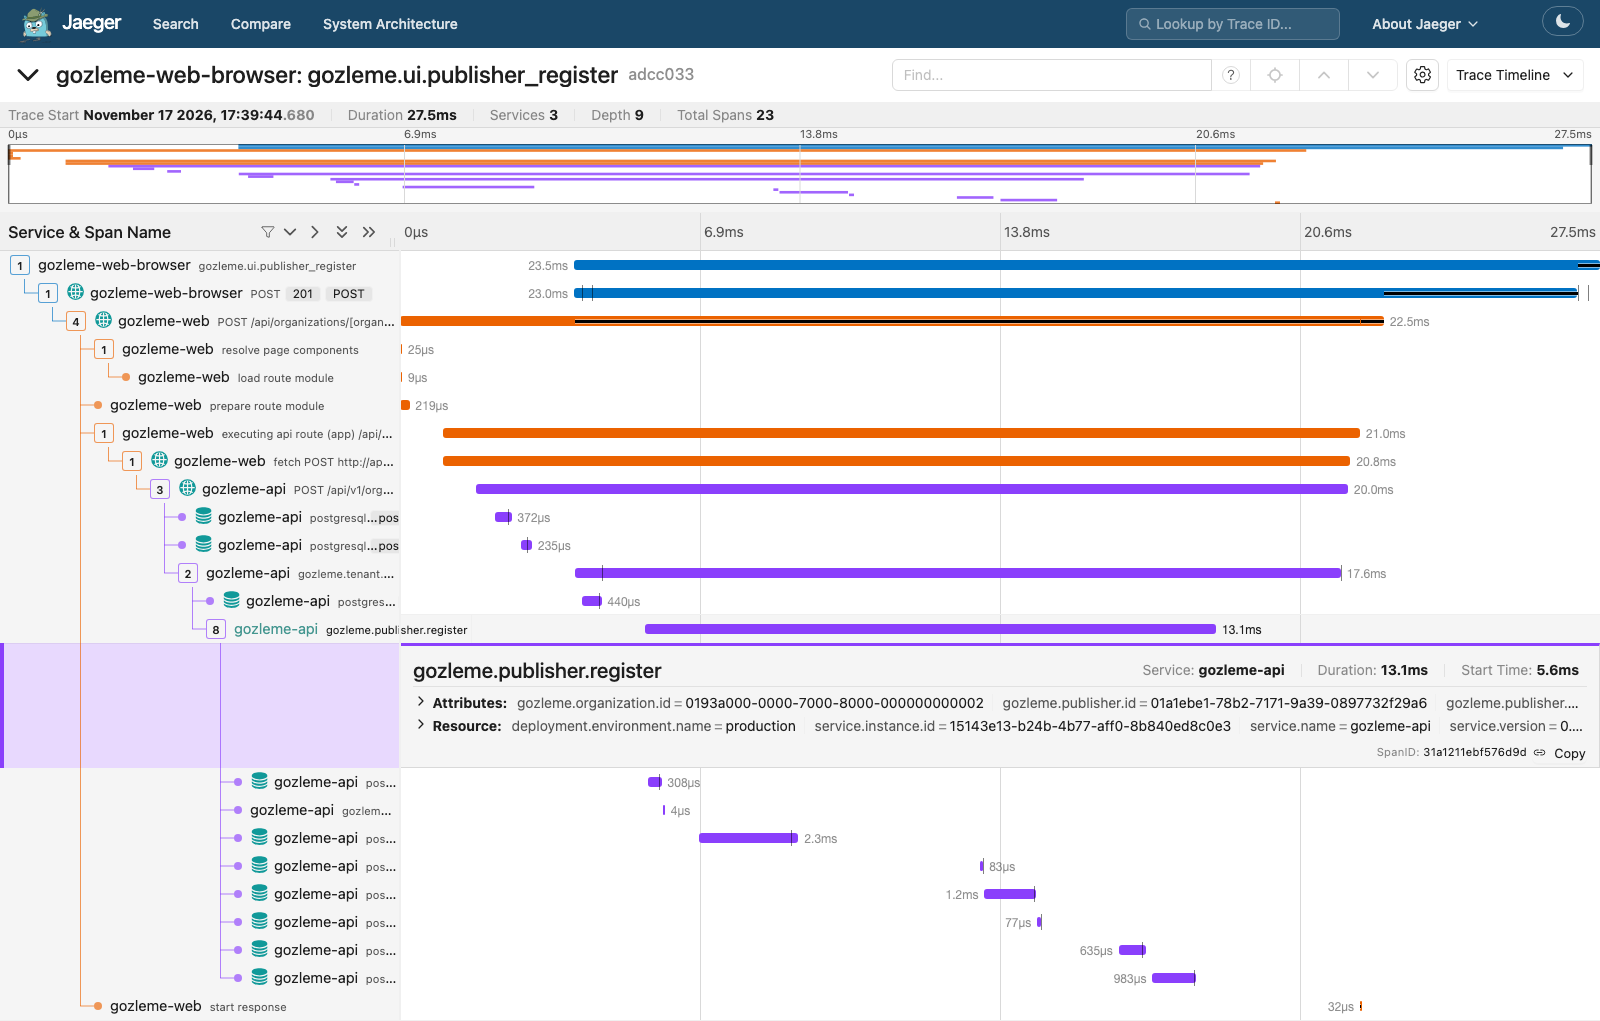 Jaeger Search Compare System Architecture Lookup by Trace ID... About Jaeger
gozleme-web-browser: gozleme.ui.publisher_register adcc033 Find... ? Trace Timeline
Trace Start November 17 2026, 17:39:44.680 Duration 27.5ms Services 3 Depth 9 Total Spans 23
0μs 6.9ms 13.8ms 20.6ms 27.5ms
Service & Span Name 0μs 6.9ms 13.8ms 20.6ms 27.5ms
1 gozleme-web-browser gozleme.ui.publisher_register 23.5ms
1 gozleme-web-browser POST 201 POST 23.0ms
4 gozleme-web POST /api/organizations/[organ... 22.5ms
1 gozleme-web resolve page components 25μs
gozleme-web load route module 9μs
gozleme-web prepare route module 219μs
1 gozleme-web executing api route (app) /api/... 21.0ms
1 gozleme-web fetch POST http://ap... 20.8ms
3 gozleme-api POST /api/v1/org... 20.0ms
gozleme-api postgresql...pos 372μs
gozleme-api postgresql...pos 235μs
2 gozleme-api gozleme.tenant.... 17.6ms
gozleme-api postgres... 440μs
8 gozleme-api gozleme.publisher.register 13.1ms
gozleme.publisher.register Service: gozleme-api Duration: 13.1ms Start Time: 5.6ms
Attributes: gozleme.organization.id = 0193a000-0000-7000-8000-000000000002 gozleme.publisher.id = 01a1ebe1-78b2-7171-9a39-0897732f29a6 gozleme.publisher....
Resource: deployment.environment.name = production service.instance.id = 15143e13-b24b-4b77-aff0-8b840ed8c0e3 service.name = gozleme-api service.version = 0....
SpanID: 31a1211ebf576d9d Copy
gozleme-api pos... 308μs
gozleme-api gozlem... 4μs
gozleme-api pos... 2.3ms
gozleme-api pos... 83μs
gozleme-api pos... 1.2ms
gozleme-api pos... 77μs
gozleme-api pos... 635μs
gozleme-api pos... 983μs
gozleme-web start response 32μs